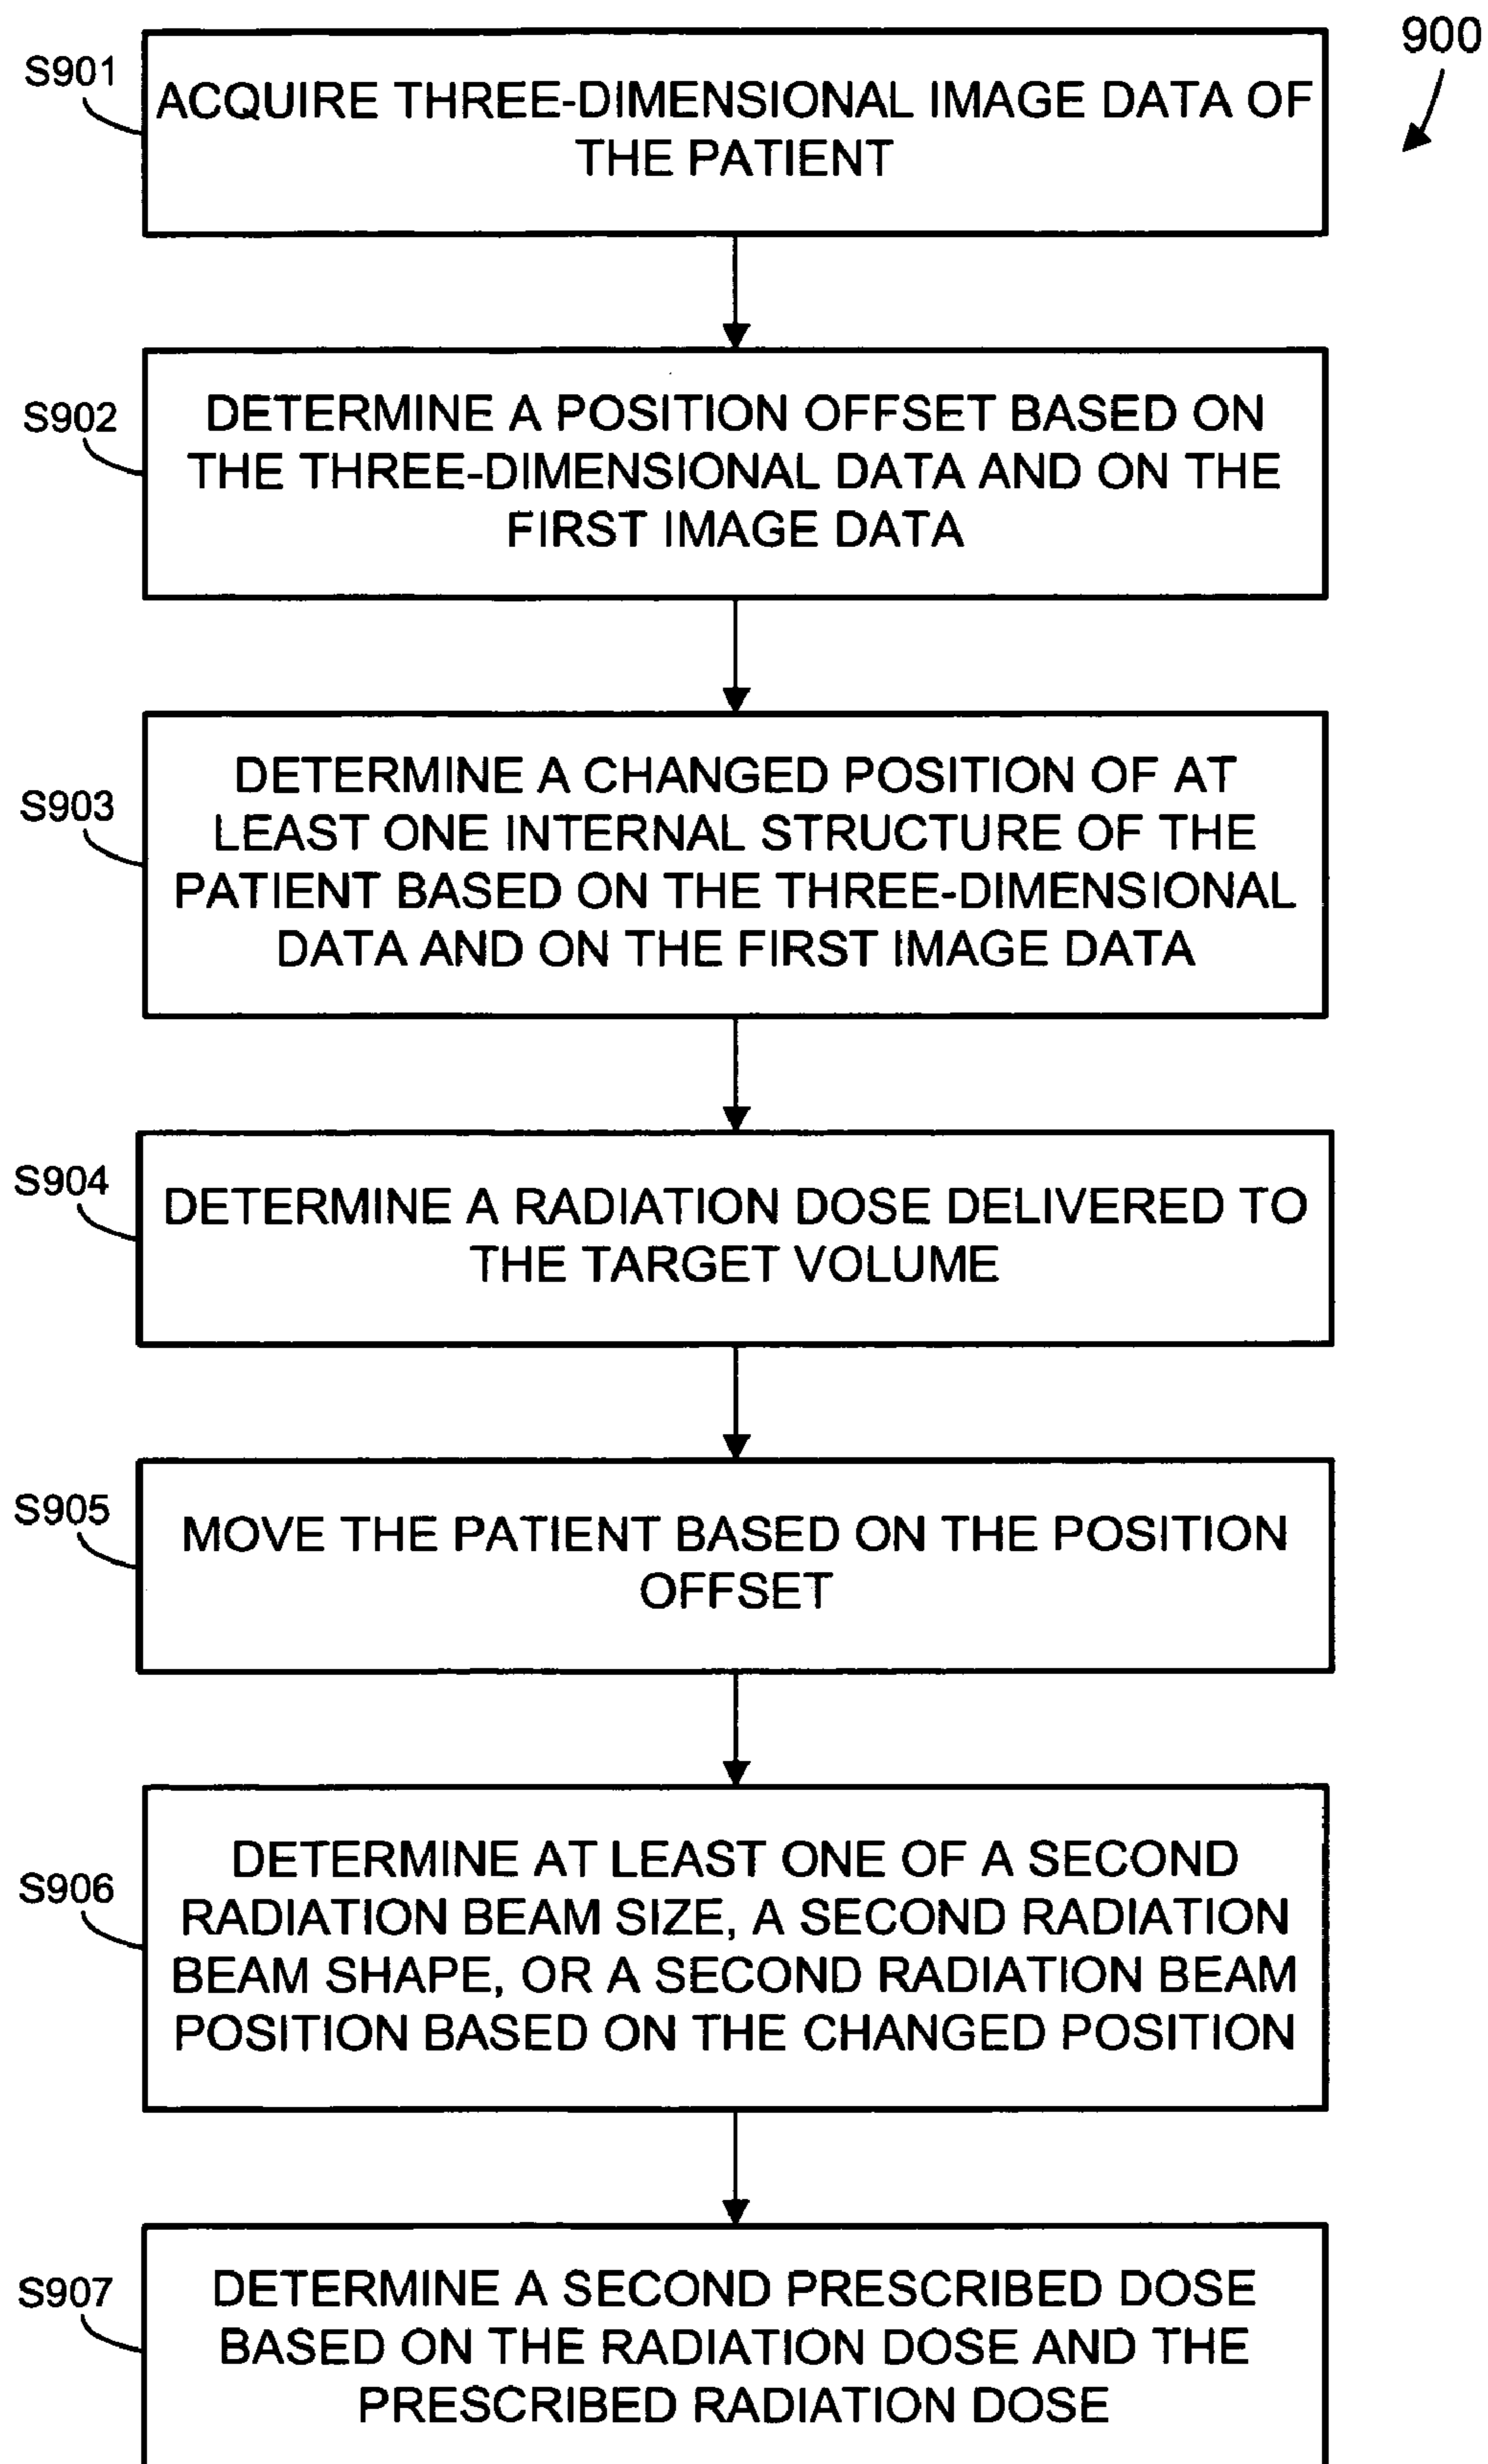 900
S901
ACQUIRE THREE-DIMENSIONAL IMAGE DATA OF
THE PATIENT
S902
DETERMINE A POSITION OFFSET BASED ON
THE THREE-DIMENSIONAL DATA AND ON THE
FIRST IMAGE DATA
S903
DETERMINE A CHANGED POSITION OF AT
LEAST ONE INTERNAL STRUCTURE OF THE
PATIENT BASED ON THE THREE-DIMENSIONAL
DATA AND ON THE FIRST IMAGE DATA
S904
DETERMINE A RADIATION DOSE DELIVERED TO
THE TARGET VOLUME
S905
MOVE THE PATIENT BASED ON THE POSITION
OFFSET
S906
DETERMINE AT LEAST ONE OF A SECOND
RADIATION BEAM SIZE, A SECOND RADIATION
BEAM SHAPE, OR A SECOND RADIATION BEAM
POSITION BASED ON THE CHANGED POSITION
S907
DETERMINE A SECOND PRESCRIBED DOSE
BASED ON THE RADIATION DOSE AND THE
PRESCRIBED RADIATION DOSE